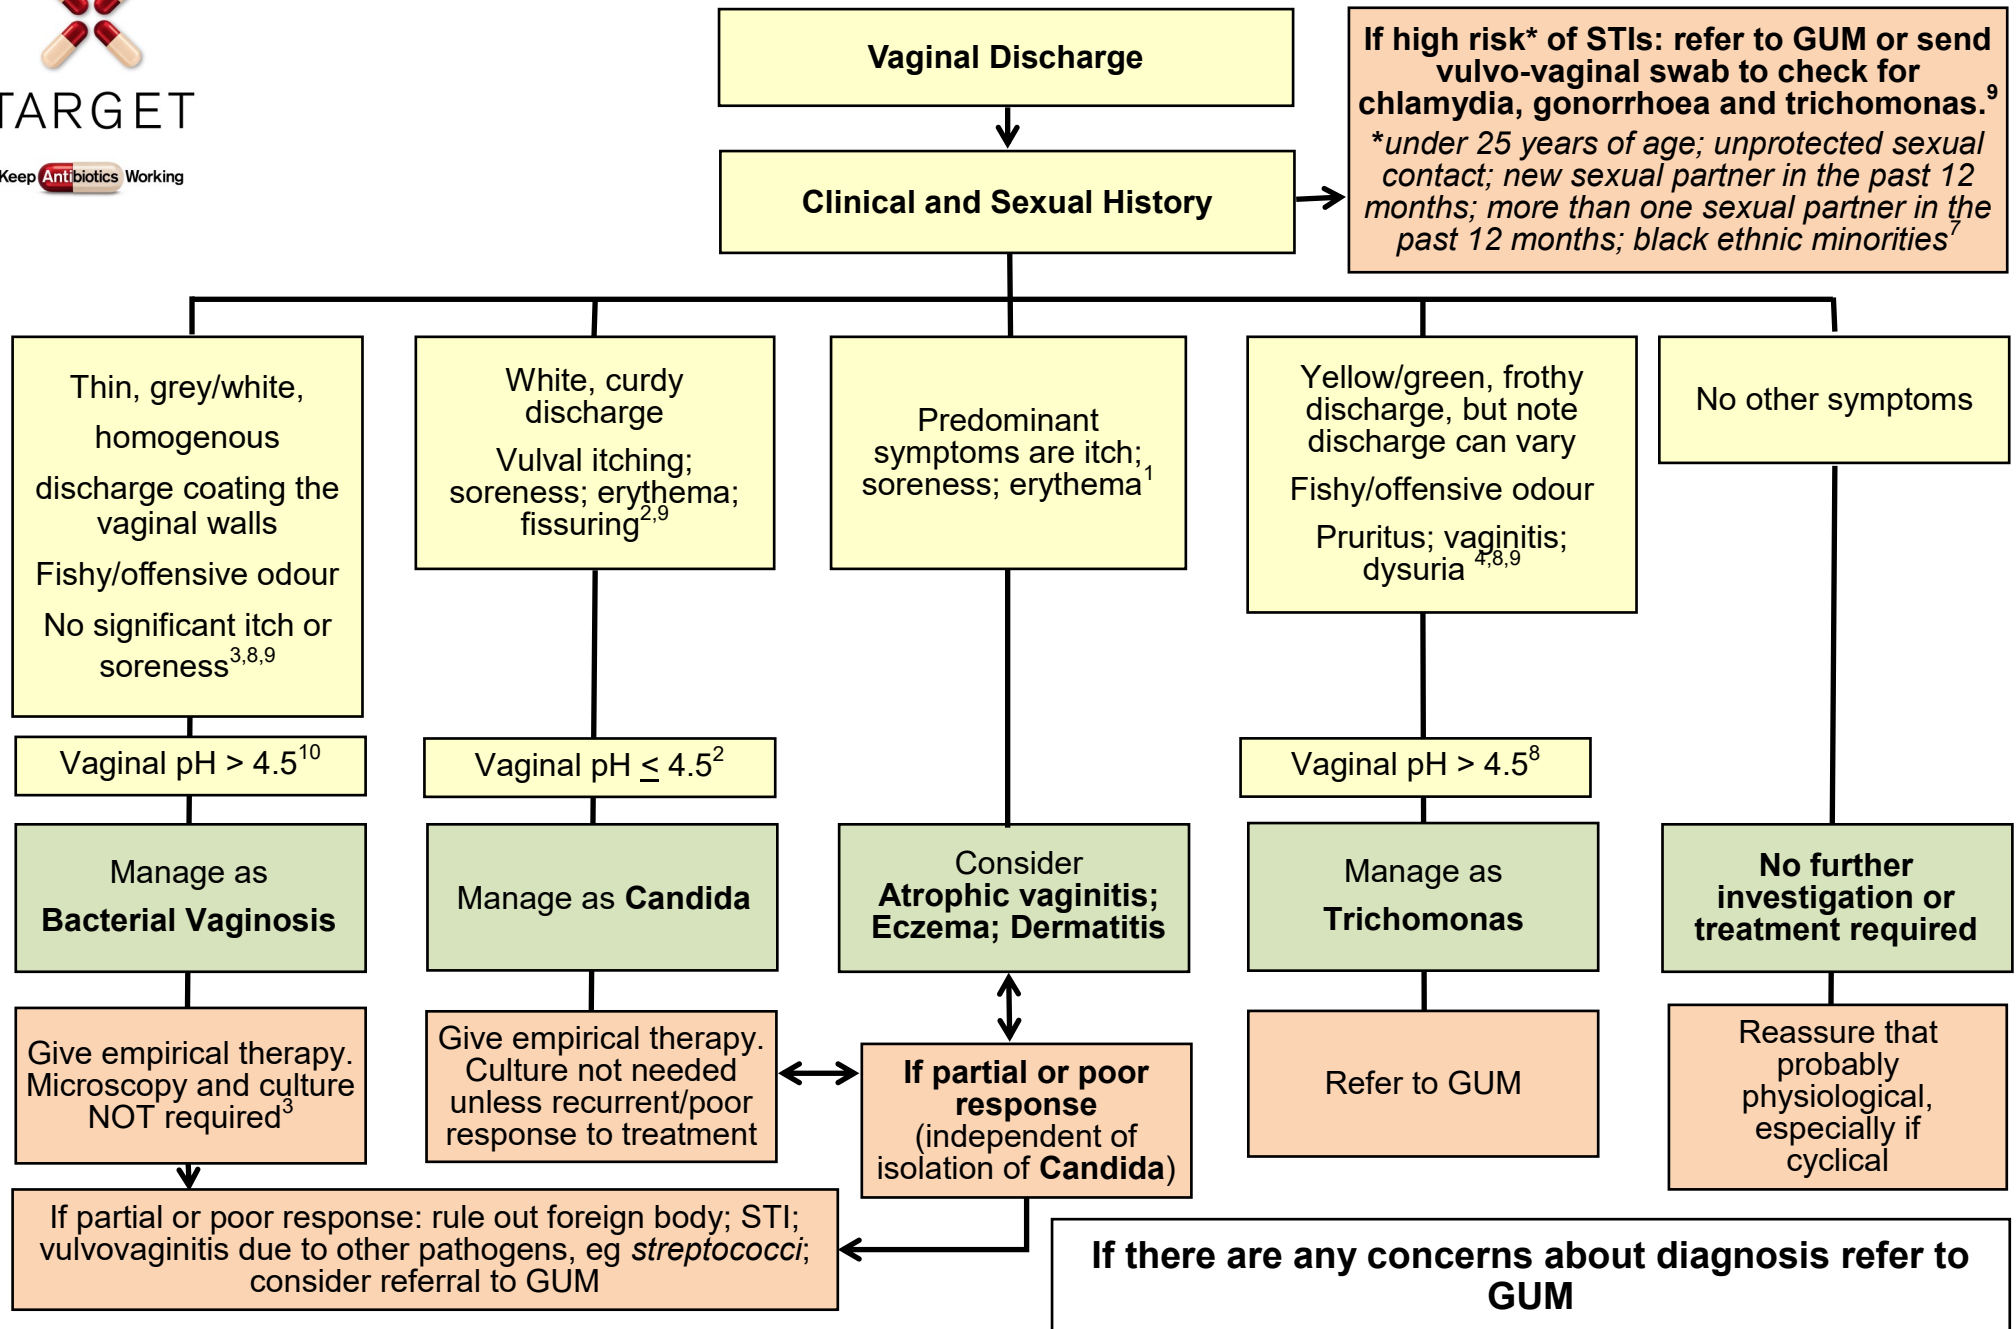 TARGET
Keep Antibiotics Working
Vaginal Discharge
If high risk* of STIs: refer to GUM or send
vulvo-vaginal swab to check for
chlamydia, gonorrhoea and trichomonas.9
*under 25 years of age; unprotected sexual
contact; new sexual partner in the past 12
months; more than one sexual partner in the
past 12 months; black ethnic minorities7
Clinical and Sexual History
Thin, grey/white,
homogenous
discharge coating the
vaginal walls
Fishy/offensive odour
No significant itch or
soreness3,8,9
White, curdy
discharge
Vulval itching;
soreness; erythema;
fissuring2,9
Predominant
symptoms are itch;
soreness; erythema1
Yellow/green, frothy
discharge, but note
discharge can vary
Fishy/offensive odour
Pruritus; vaginitis;
dysuria 4,8,9
No other symptoms
Vaginal pH > 4.510
Vaginal pH ≤ 4.52
Vaginal pH > 4.58
Manage as
Bacterial Vaginosis
Manage as Candida
Consider
Atrophic vaginitis;
Eczema; Dermatitis
Manage as
Trichomonas
No further
investigation or
treatment required
Give empirical therapy.
Microscopy and culture
NOT required3
Give empirical therapy.
Culture not needed
unless recurrent/poor
response to treatment
If partial or poor
response
(independent of
isolation of Candida)
Refer to GUM
Reassure that
probably
physiological,
especially if
cyclical
If partial or poor response: rule out foreign body; STI;
vulvovaginitis due to other pathogens, eg streptococci;
consider referral to GUM
If there are any concerns about diagnosis refer to
GUM